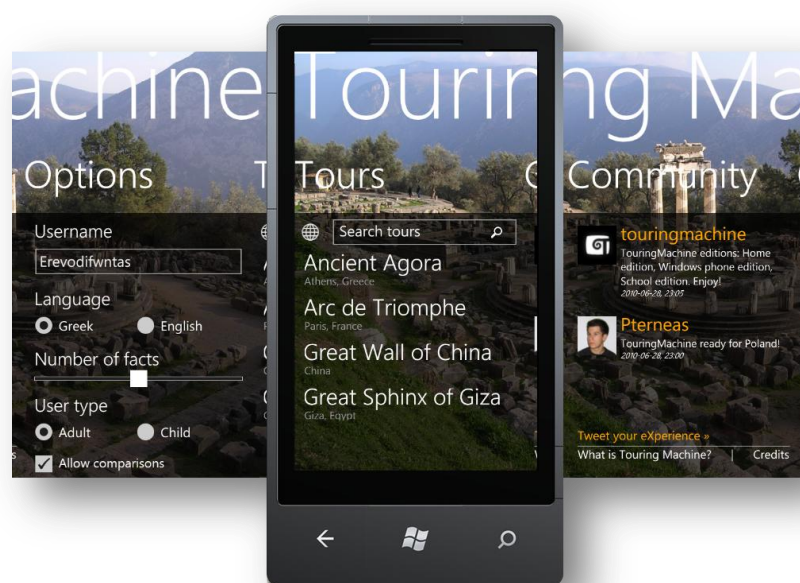 achine Touring Ma
Options
Username
Erevodifwntas
Language
Greek English
Number of facts
User type
Adult Child
Allow comparisons
Tours
Search tours
Ancient Agora
Athens, Greece
Arc de Triomphe
Paris, France
Great Wall of China
China
Great Sphinx of Giza
Giza, Egypt
Community
touringmachine
TouringMachine editions: Home
edition, Windows phone edition,
School edition. Enjoy!
2010-06-28, 23:05
Pterneas
TouringMachine ready for Poland!
2010-06-28, 23:00
Tweet your eXperience »
What is Touring Machine? | Credits